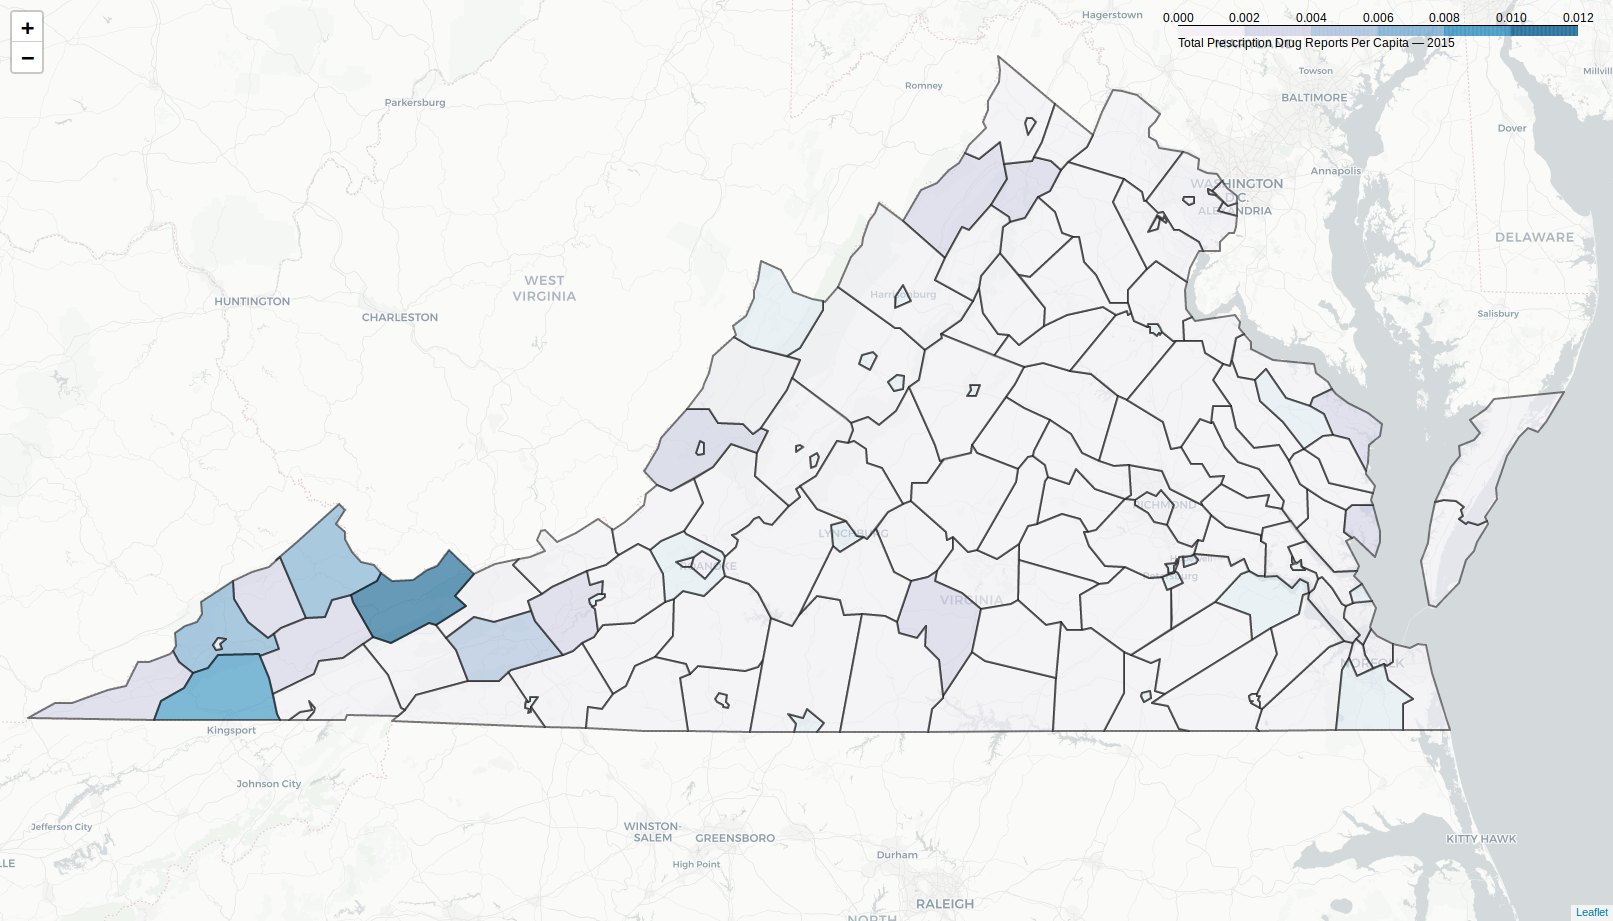 +
−
Hagerstown
0.000 0.002 0.004 0.006 0.008 0.010 0.012
Total Prescription Drug Reports Per Capita — 2015
Towson
Millvill
Romney
BALTIMORE
Parkersburg
Dover
Annapolis
WASHINGTON
D.C.
ALEXANDRIA
DELAWARE
WEST
VIRGINIA
Harrisonburg
HUNTINGTON
CHARLESTON
Salisbury
RICHMOND
LYNCHBURG
ROANOKE
Hopewell
Petersburg
VIRGINIA
NORFOLK
Kingsport
Johnson City
Jefferson City
WINSTON-
SALEM
GREENSBORO
KITTY HAWK
High Point
Durham
LLE
RALEIGH
NORTH
Leaflet